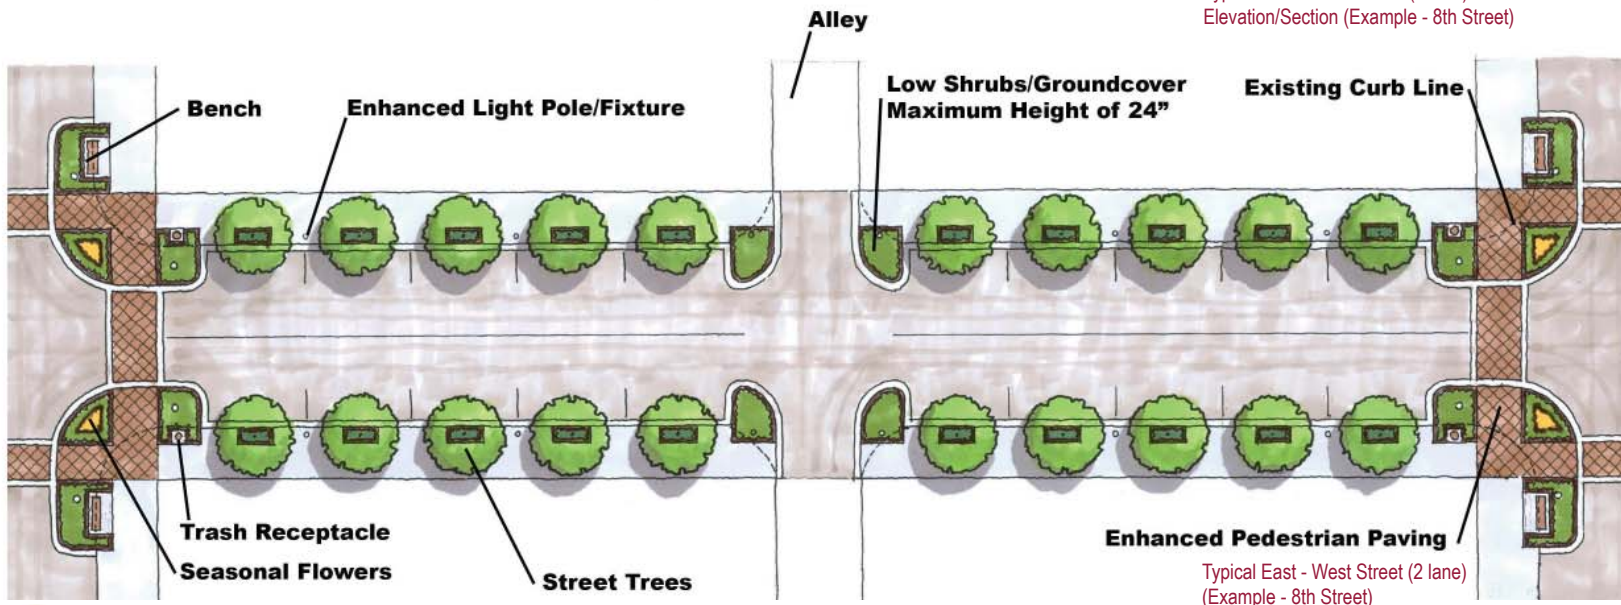 Elevation/Section (Example - 8th Street)
Alley
Low Shrubs/Groundcover
Maximum Height of 24”
Existing Curb Line
Bench
Enhanced Light Pole/Fixture
Trash Receptacle
Seasonal Flowers
Street Trees
Enhanced Pedestrian Paving
Typical East - West Street (2 lane)
(Example - 8th Street)